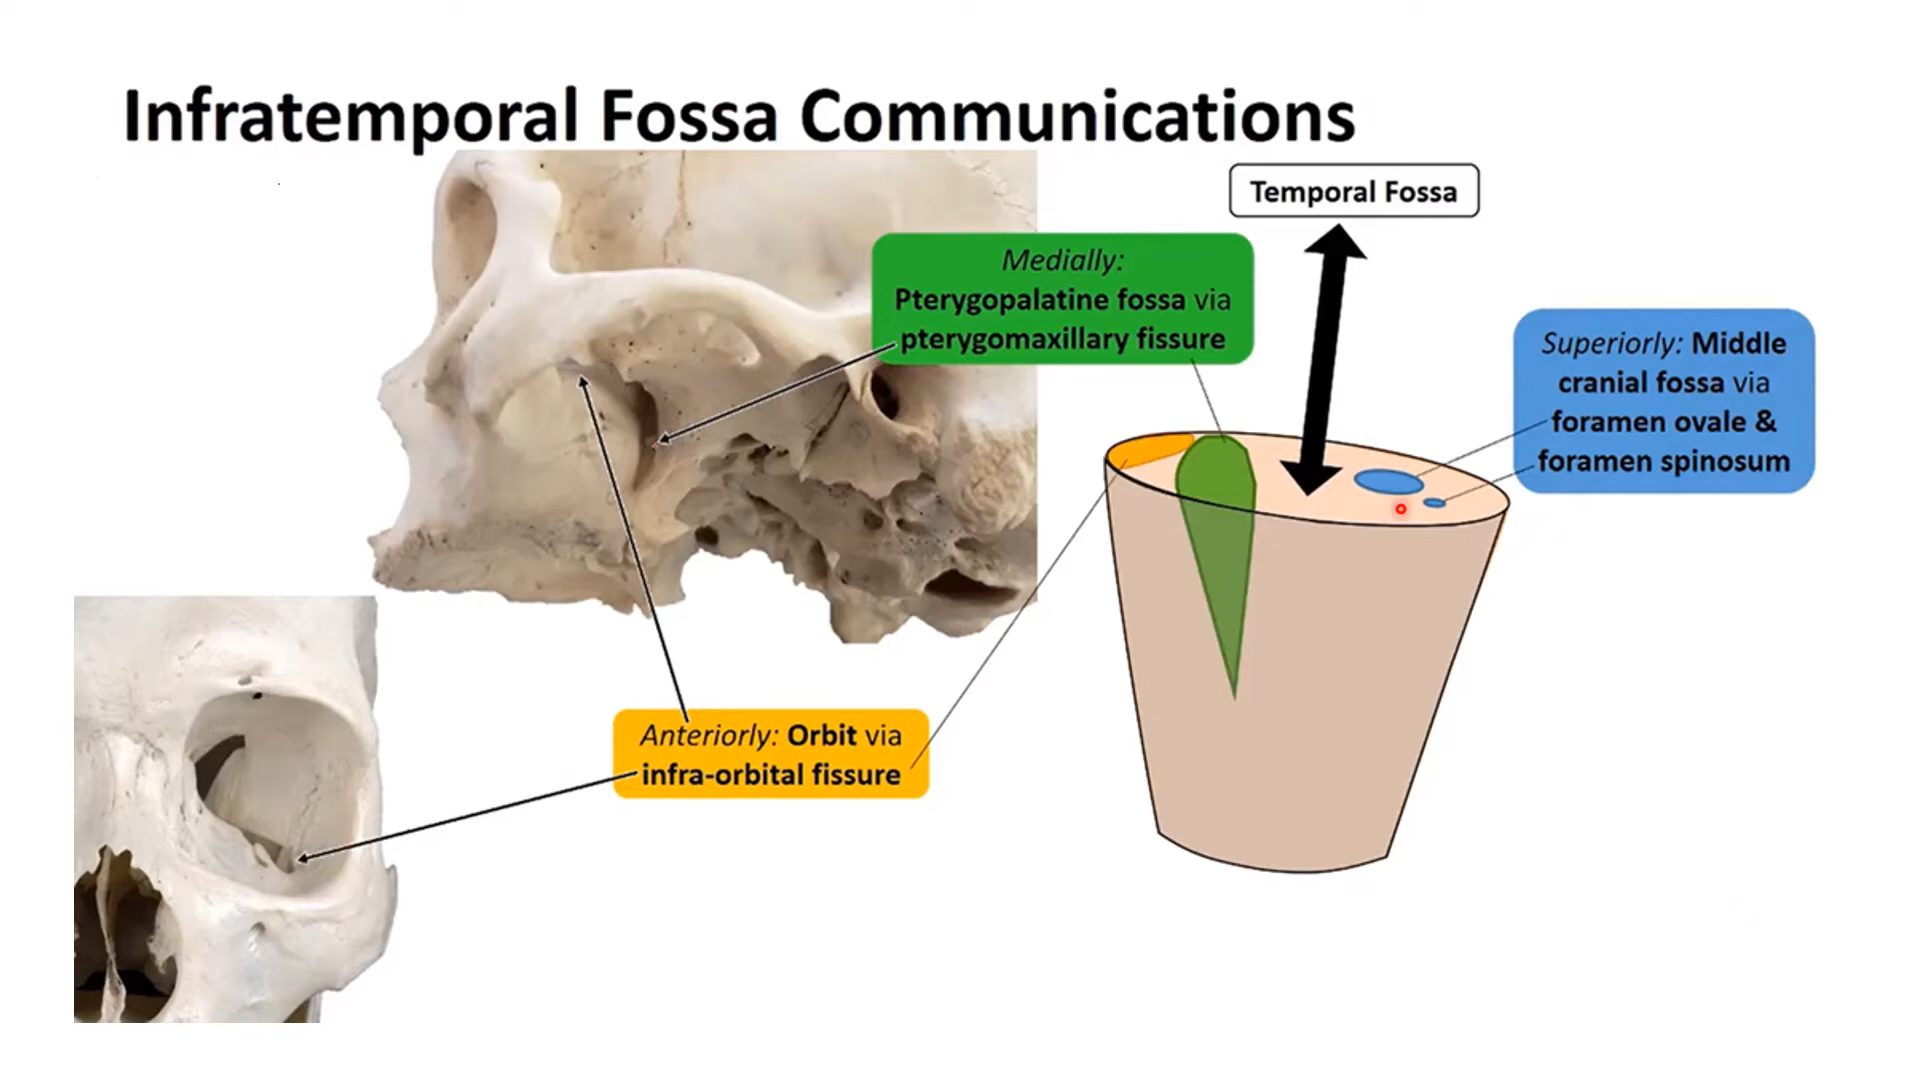 Infratemporal Fossa Communications
Temporal Fossa
Medially:
Pterygopalatine fossa via
pterygomaxillary fissure
Superiorly: Middle
cranial fossa via
foramen ovale &
foramen spinosum
Anteriorly: Orbit via
infra-orbital fissure